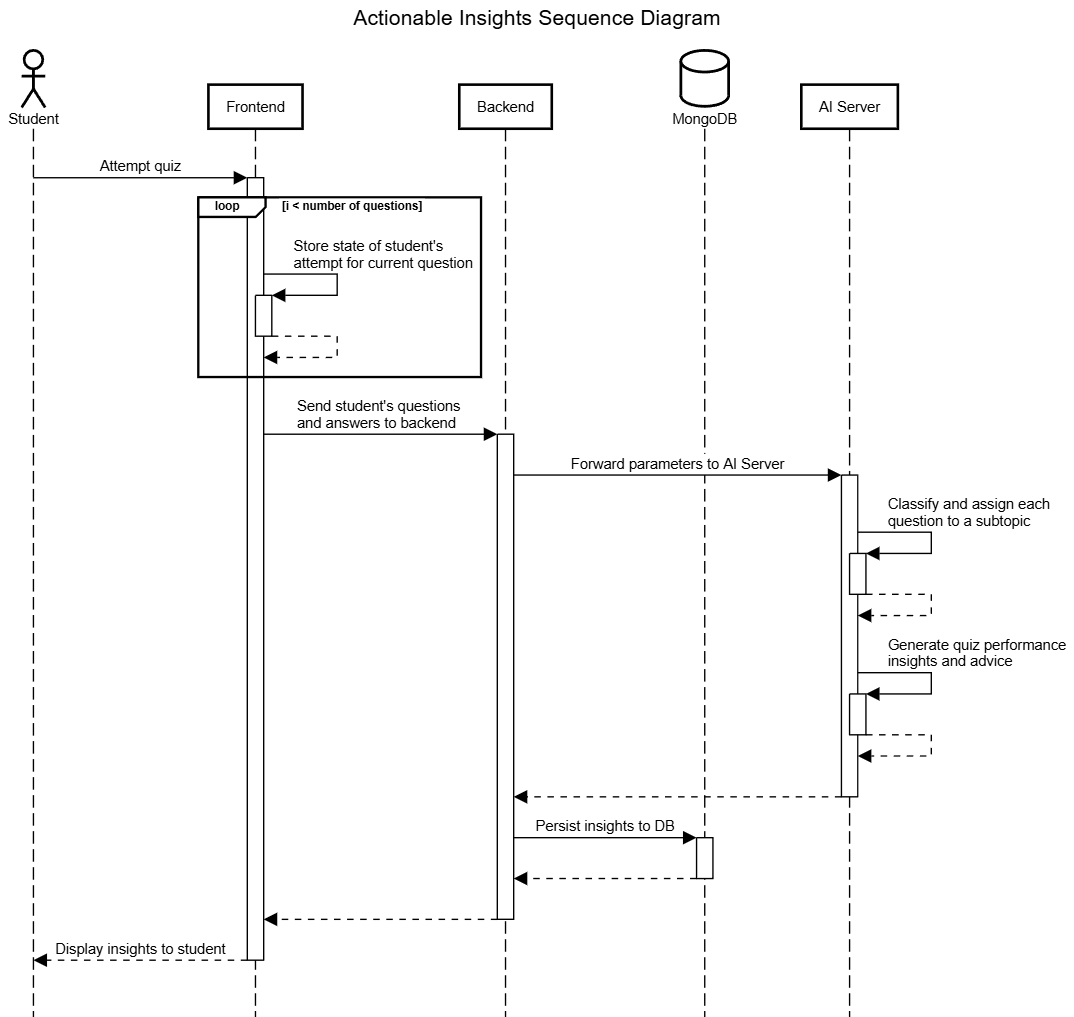 Actionable Insights Sequence Diagram
Student
Frontend
Backend
MongoDB
AI Server
Attempt quiz
loop
[i < number of questions]
Store state of student's
attempt for current question
Send student's questions
and answers to backend
Forward parameters to AI Server
Classify and assign each
question to a subtopic
Generate quiz performance
insights and advice
Persist insights to DB
Display insights to student